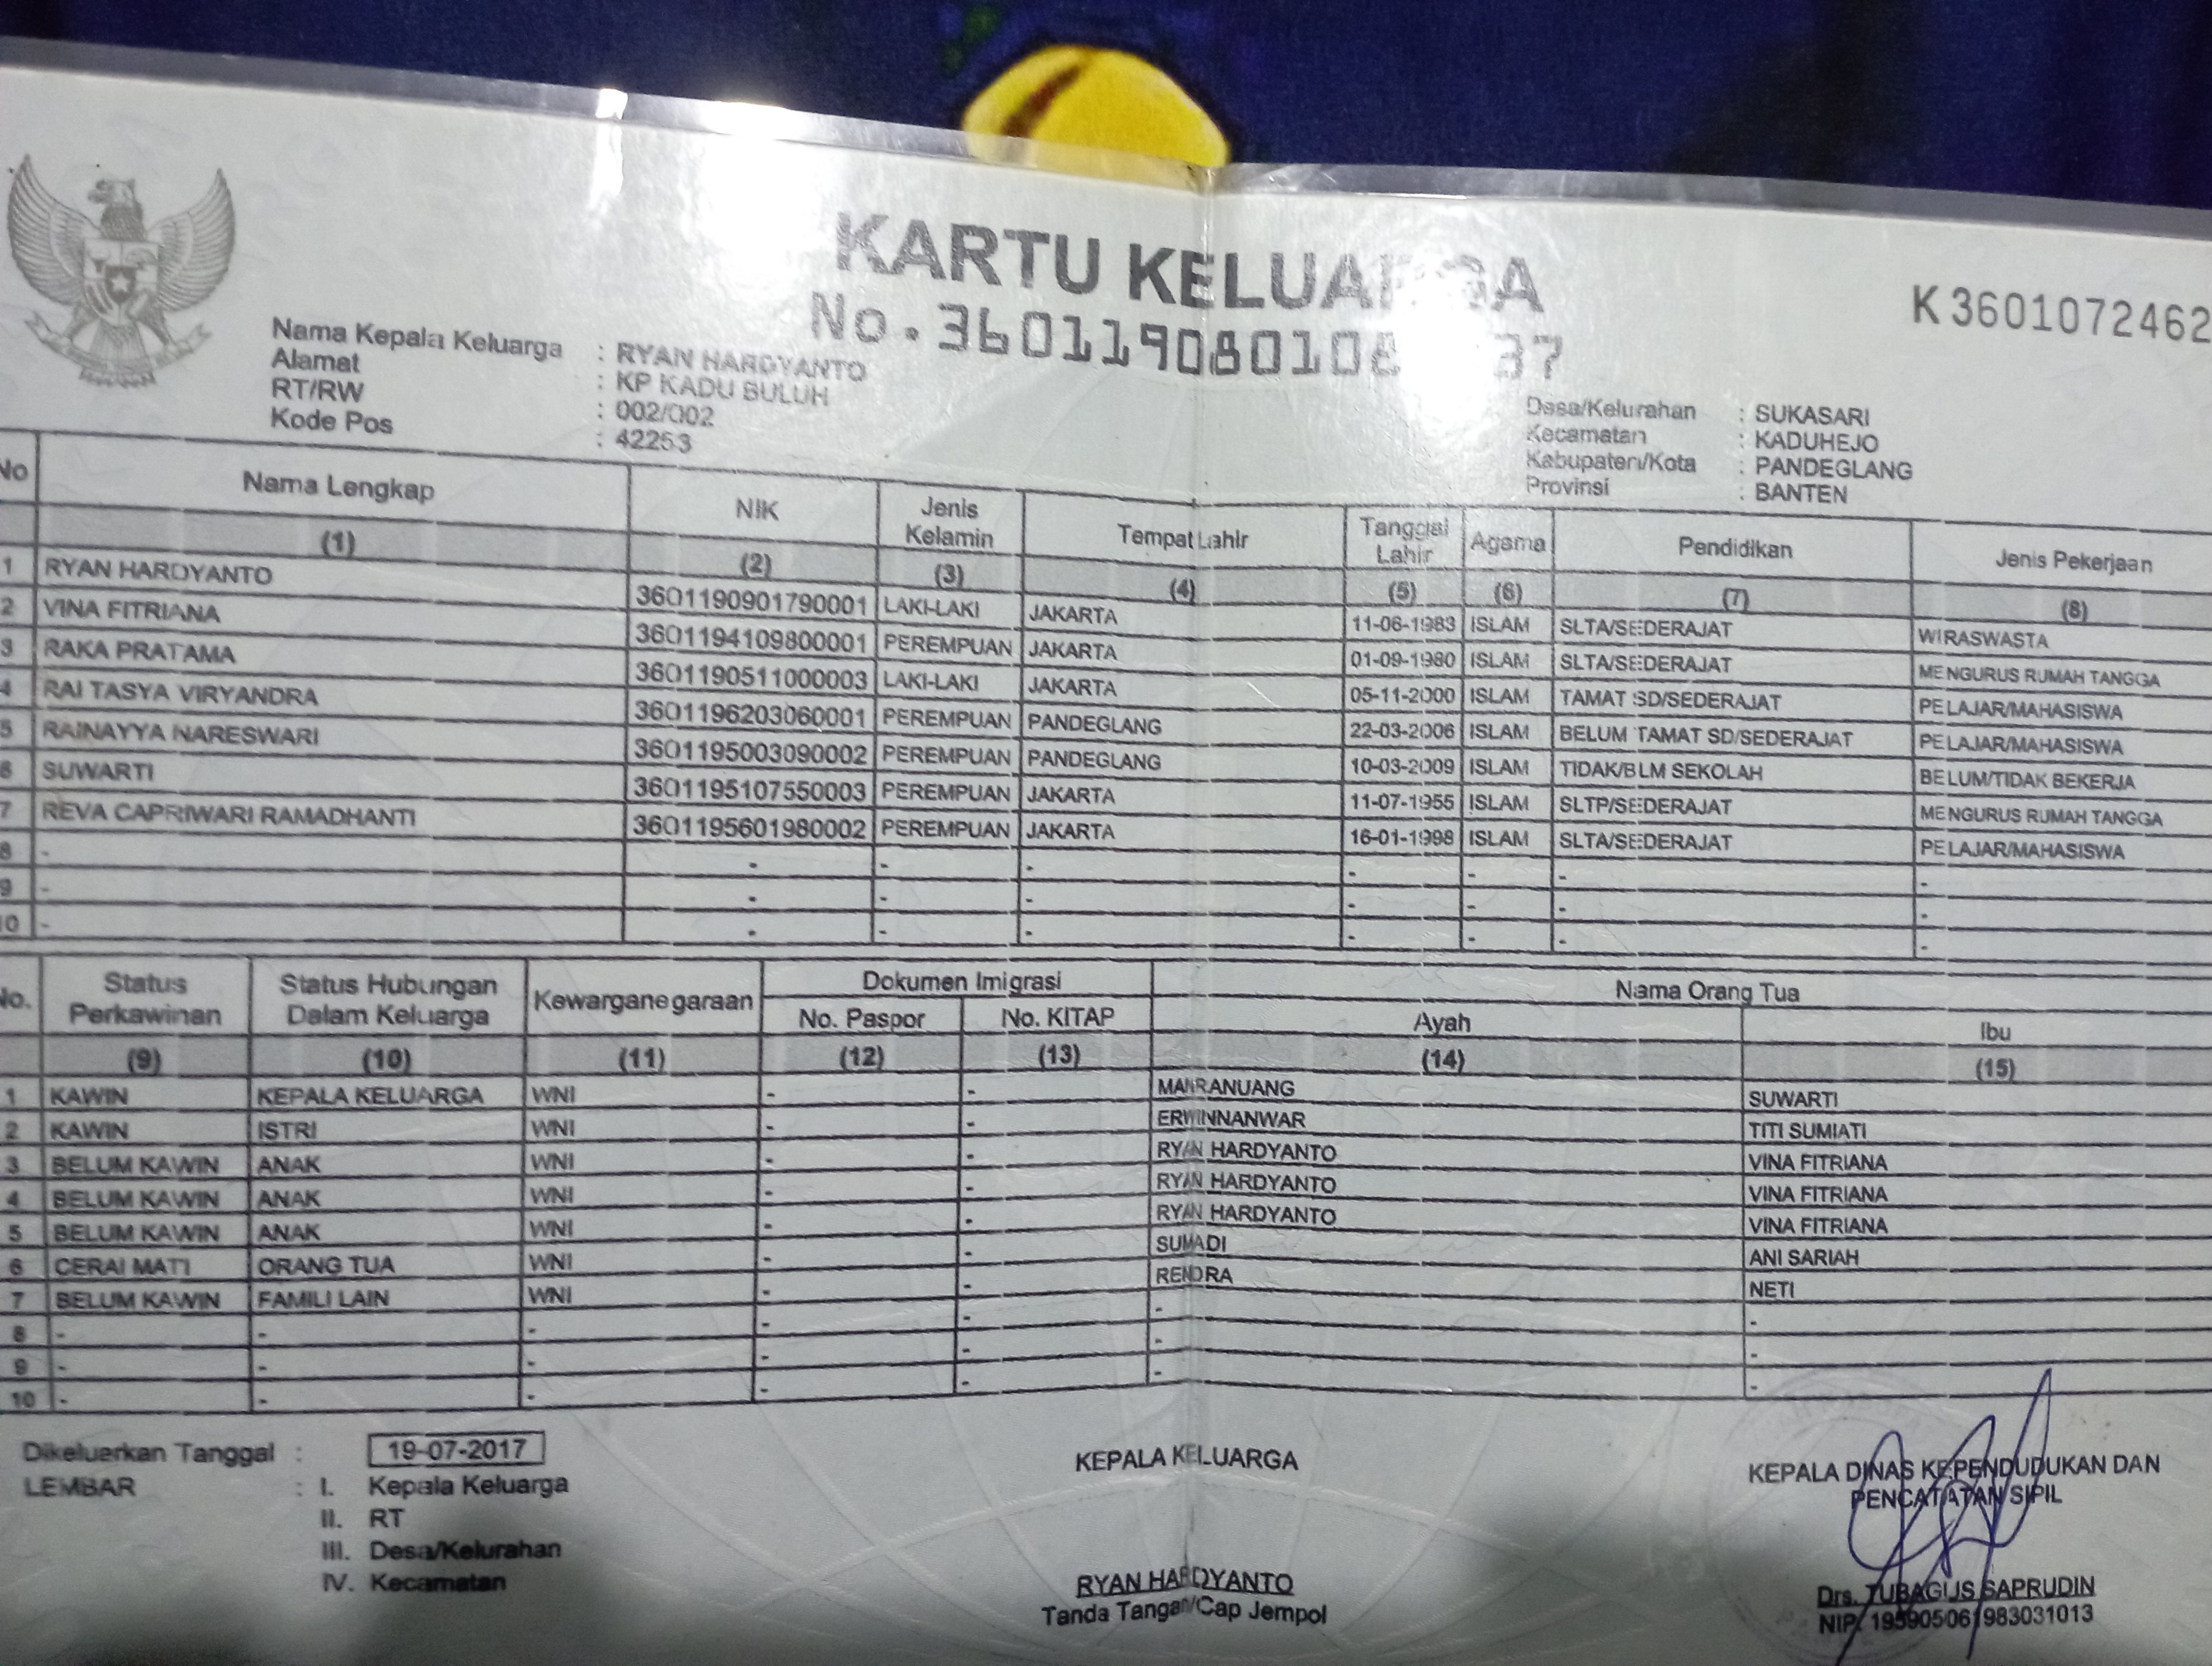 KARTU KELUARGA
No. 36011908010 37
K 3601072462
Nama Kepala Keluarga : RYAN HARDYANTO
Alamat : KP KADU BULUH
RT/RW : 002/002
Kode Pos : 42253
Desa/Kelurahan : SUKASARI
Kecamatan : KADUHEJO
Kabupaten/Kota : PANDEGLANG
Provinsi : BANTEN
No Nama Lengkap NIK Jenis Kelamin Tempat Lahir Tanggal Lahir Agama Pendidikan Jenis Pekerjaan
(1) (2) (3) (4) (5) (6) (7) (8)
1 RYAN HARDYANTO 3601190901790001 LAKI-LAKI JAKARTA 11-06-1983 ISLAM SLTA/SEDERAJAT WIRASWASTA
2 VINA FITRIANA 3601194109800001 PEREMPUAN JAKARTA 01-09-1980 ISLAM SLTA/SEDERAJAT MENGURUS RUMAH TANGGA
3 RAKA PRATAMA 3601190511000003 LAKI-LAKI JAKARTA 05-11-2000 ISLAM TAMAT SD/SEDERAJAT PELAJAR/MAHASISWA
4 RAI TASYA VIRYANDRA 3601196203060001 PEREMPUAN PANDEGLANG 22-03-2006 ISLAM BELUM TAMAT SD/SEDERAJAT PELAJAR/MAHASISWA
5 RAINAYYA NARESWARI 3601195003090002 PEREMPUAN PANDEGLANG 10-03-2009 ISLAM TIDAK/BLM SEKOLAH BELUM/TIDAK BEKERJA
6 SUWARTI 3601195107550003 PEREMPUAN JAKARTA 11-07-1955 ISLAM SLTP/SEDERAJAT MENGURUS RUMAH TANGGA
7 REVA CAPRIWARI RAMADHANTI 3601195601980002 PEREMPUAN JAKARTA 16-01-1998 ISLAM SLTA/SEDERAJAT PELAJAR/MAHASISWA
8 - - - - - - - -
9 - - - - - - - -
10 - - - - - - - -
No. Status Perkawinan Status Hubungan Dalam Keluarga Kewarganegaraan Dokumen Imigrasi Nama Orang Tua
No. Paspor No. KITAP Ayah Ibu
(9) (10) (11) (12) (13) (14) (15)
1 KAWIN KEPALA KELUARGA WNI - - SUWARTI
2 KAWIN ISTRI WNI - - ERWINNANWAR TITI SUMIATI
3 BELUM KAWIN ANAK WNI - - RYAN HARDYANTO VINA FITRIANA
4 BELUM KAWIN ANAK WNI - - RYAN HARDYANTO VINA FITRIANA
5 BELUM KAWIN ANAK WNI - - RYAN HARDYANTO VINA FITRIANA
6 CERAI MATI ORANG TUA WNI - - SUMADI ANI SARIAH
7 BELUM KAWIN FAMILI LAIN WNI - - RENDRA NETI
8 - - - - - - -
9 - - - - - - -
10 - - - - - - -
Dikeluarkan Tanggal : 19-07-2017
LEMBAR : I. Kepala Keluarga
II. RT
III. Desa/Kelurahan
IV. Kecamatan
KEPALA KELUARGA
RYAN HARDYANTO
Tanda Tangan/Cap Jempol
KEPALA DINAS KEPENDUDUKAN DAN
PENCATATAN SIPIL
Drs. TUBAGUS SAPRUDIN
NIP. 195905061983031013